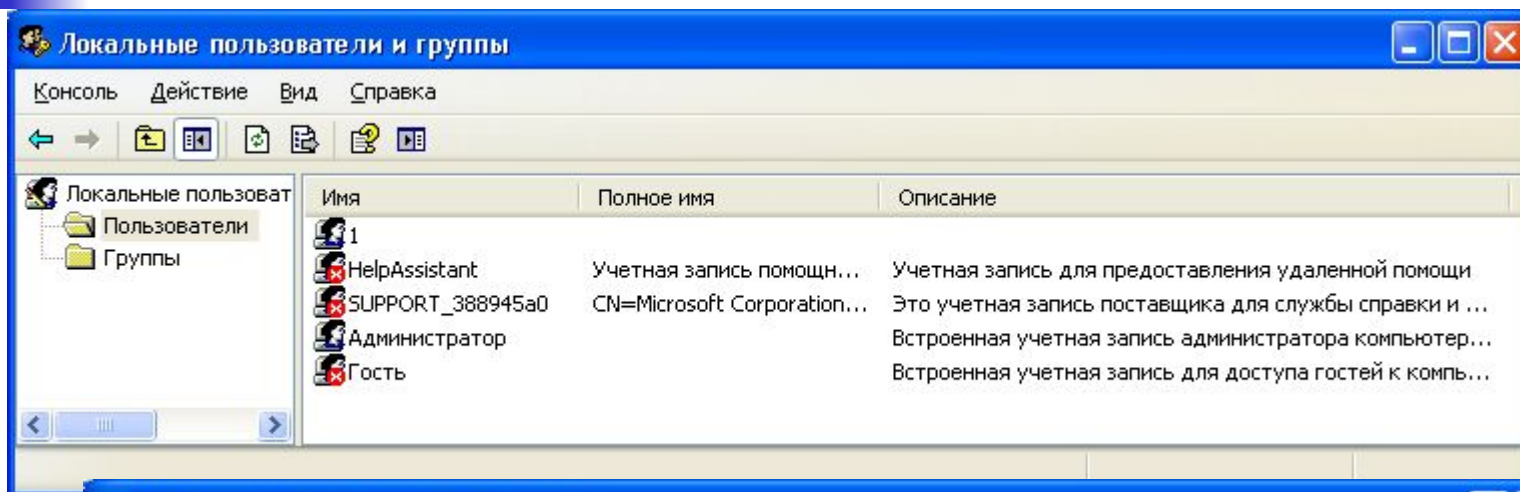 Локальные пользователи и группы
Консоль Действие Вид Справка
Локальные пользоват
Пользователи
Группы
Имя Полное имя Описание
1
HelpAssistant Учетная запись помощн... Учетная запись для предоставления удаленной помощи
SUPPORT_388945a0 CN=Microsoft Corporation... Это учетная запись поставщика для службы справки и ...
Администратор Встроенная учетная запись администратора компьютер...
Гость Встроенная учетная запись для доступа гостей к компь...